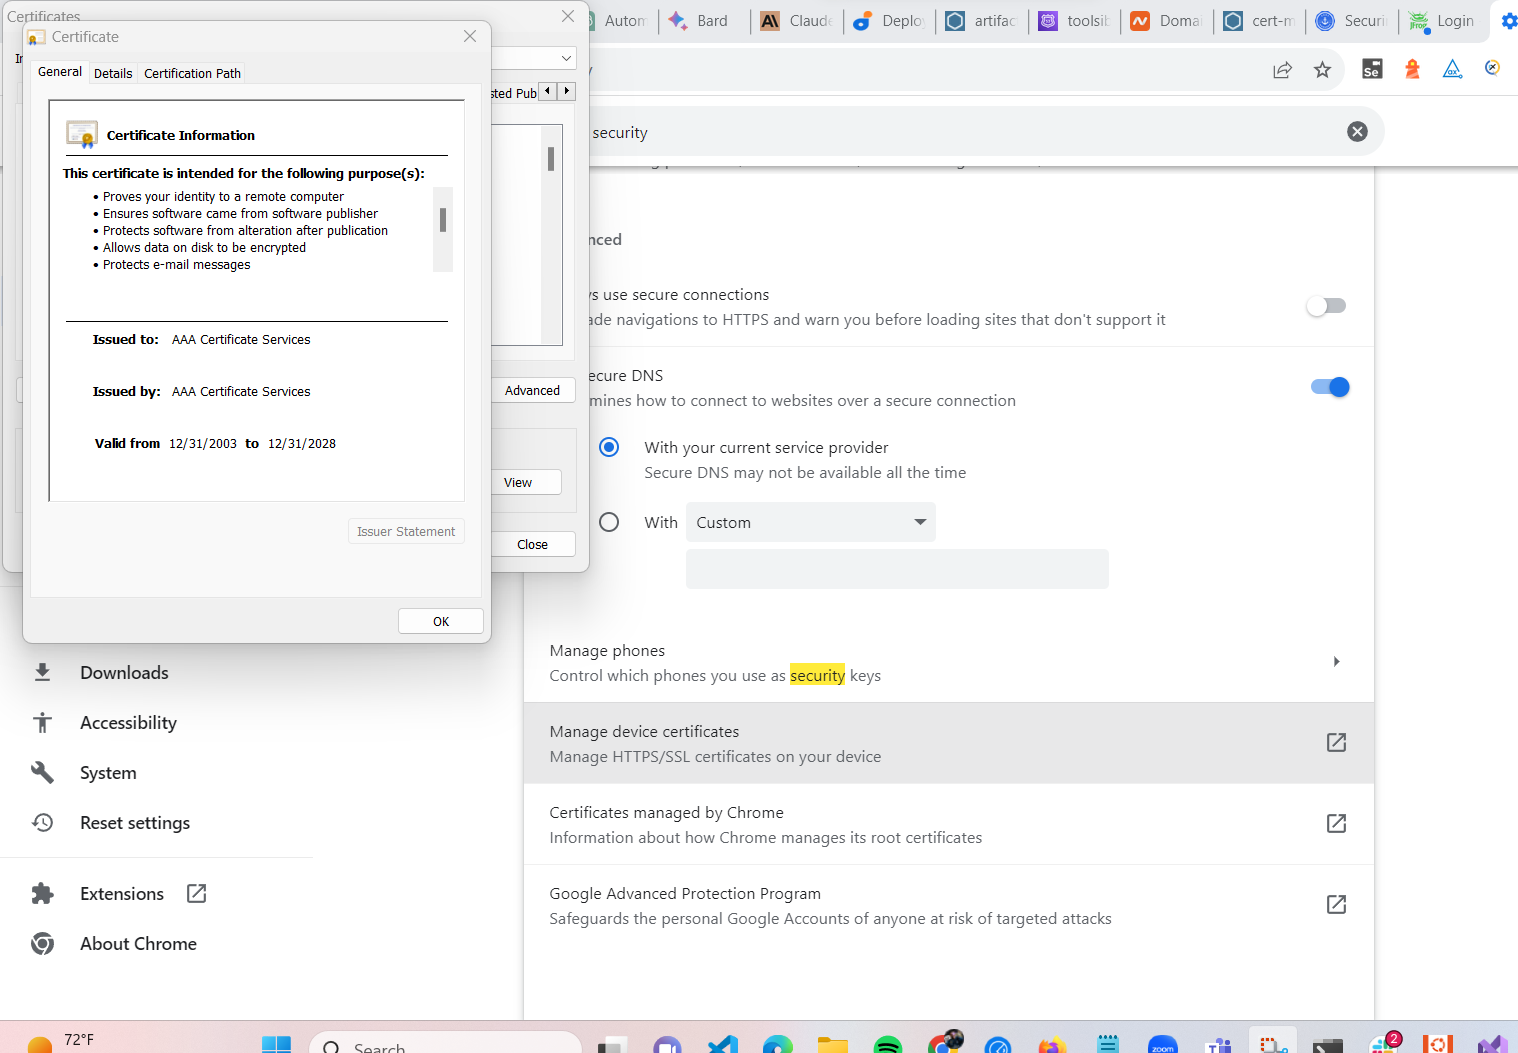 Certificates
Certificate
General
Details
Certification Path
Certificate Information
This certificate is intended for the following purpose(s):
• Proves your identity to a remote computer
• Ensures software came from software publisher
• Protects software from alteration after publication
• Allows data on disk to be encrypted
• Protects e-mail messages
Issued to: AAA Certificate Services
Issued by: AAA Certificate Services
Valid from 12/31/2003 to 12/31/2028
Issuer Statement
OK
sted Pub
Advanced
View
Close
Autom
Bard
Claude
Deploy
artifac
toolsib
Domai
cert-m
Securi
Login
security
nced
s use secure connections
ade navigations to HTTPS and warn you before loading sites that don't support it
ecure DNS
mines how to connect to websites over a secure connection
With your current service provider
Secure DNS may not be available all the time
With
Custom
Manage phones
Control which phones you use as security keys
Manage device certificates
Manage HTTPS/SSL certificates on your device
Certificates managed by Chrome
Information about how Chrome manages its root certificates
Google Advanced Protection Program
Safeguards the personal Google Accounts of anyone at risk of targeted attacks
Downloads
Accessibility
System
Reset settings
Extensions
About Chrome
72°F
Search
zoom
2